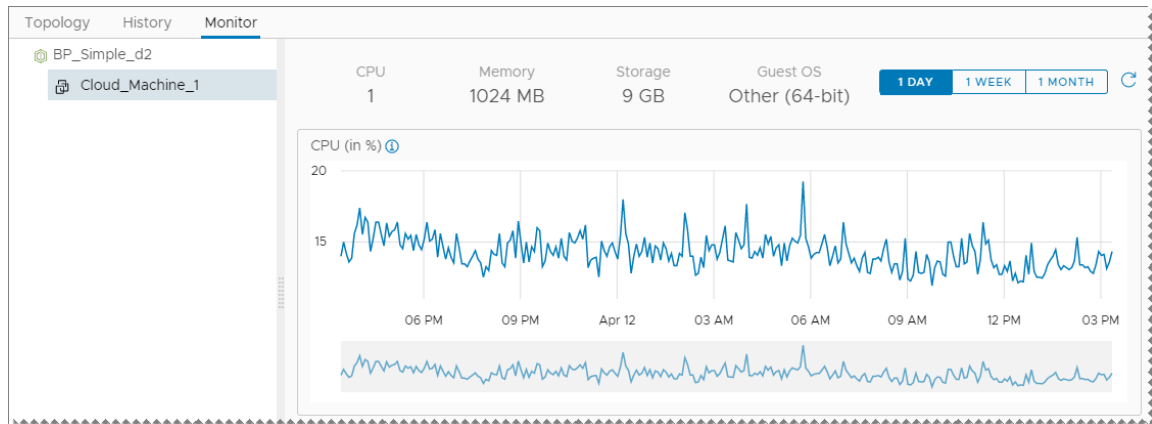 Topology History Monitor
BP_Simple_d2
Cloud_Machine_1
CPU Memory Storage Guest OS
1 1024 MB 9 GB Other (64-bit)
1 DAY 1 WEEK 1 MONTH
CPU (in %)
20
15
06 PM 09 PM Apr 12 03 AM 06 AM 09 AM 12 PM 03 PM